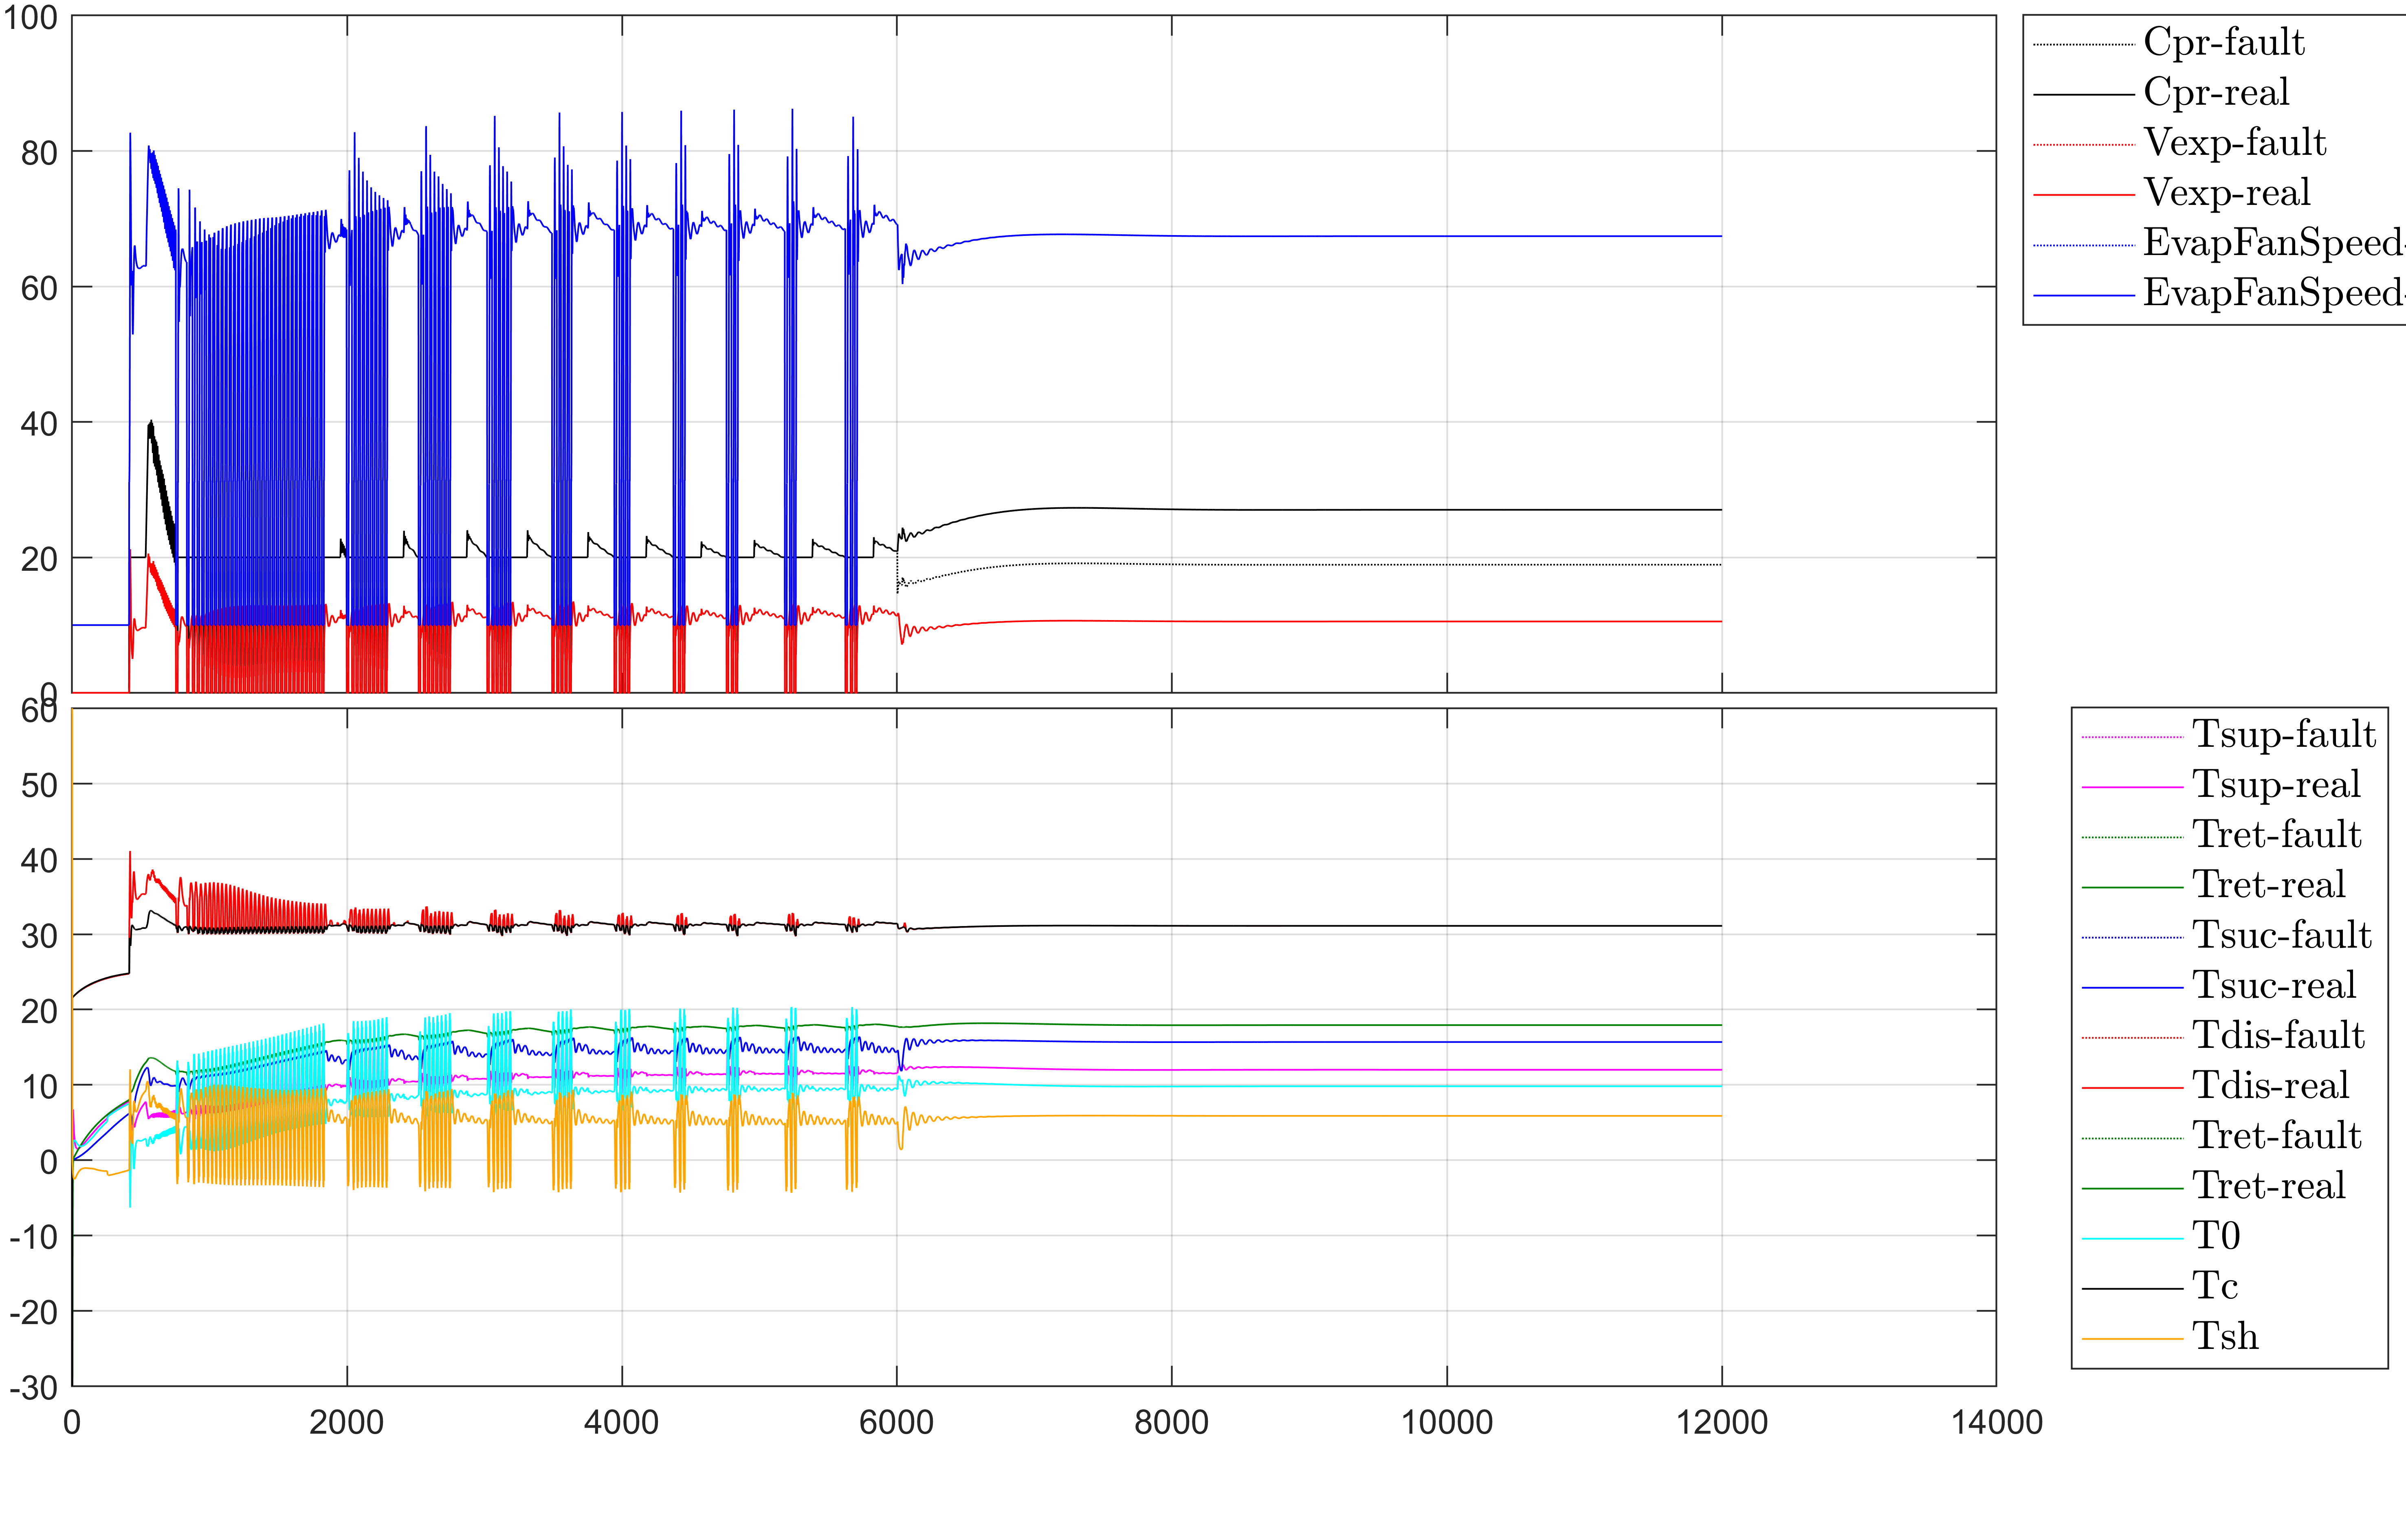 100
80
60
40
20
0
Cpr-fault
Cpr-real
Vexp-fault
Vexp-real
EvapFanSpeed-
EvapFanSpeed-
60
50
40
30
20
10
0
-10
-20
-30
0 2000 4000 6000 8000 10000 12000 14000
Tsup-fault
Tsup-real
Tret-fault
Tret-real
Tsuc-fault
Tsuc-real
Tdis-fault
Tdis-real
Tret-fault
Tret-real
T0
Tc
Tsh